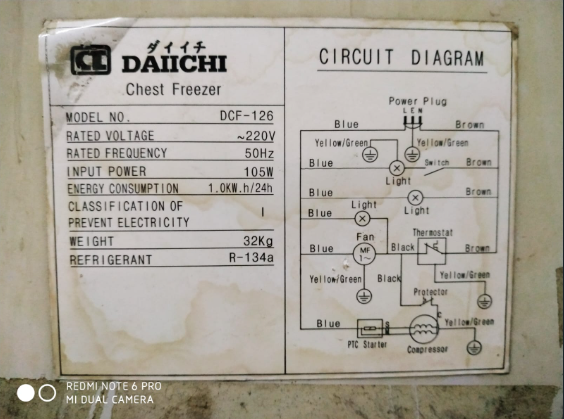 ダイイチ
DAIICHI
Chest Freezer
MODEL NO. DCF-126
RATED VOLTAGE ~220V
RATED FREQUENCY 50Hz
INPUT POWER 105W
ENERGY CONSUMPTION 1.0KW.h/24h
CLASSIFICATION OF
PREVENT ELECTRICITY I
WEIGHT 32Kg
REFRIGERANT R-134a
CIRCUIT DIAGRAM
Power Plug
L E N
Blue Brown
Yellow/Green Yellow/Green
Blue Switch Brown
Light
Blue Brown
Light Light
Blue
Fan Thermostat
Blue MF 1~ Black Brown
Yellow/Green Black Yellow/Green
Protector
Blue C Yellow/Green
PTC Starter Compressor
REDMI NOTE 6 PRO
MI DUAL CAMERA